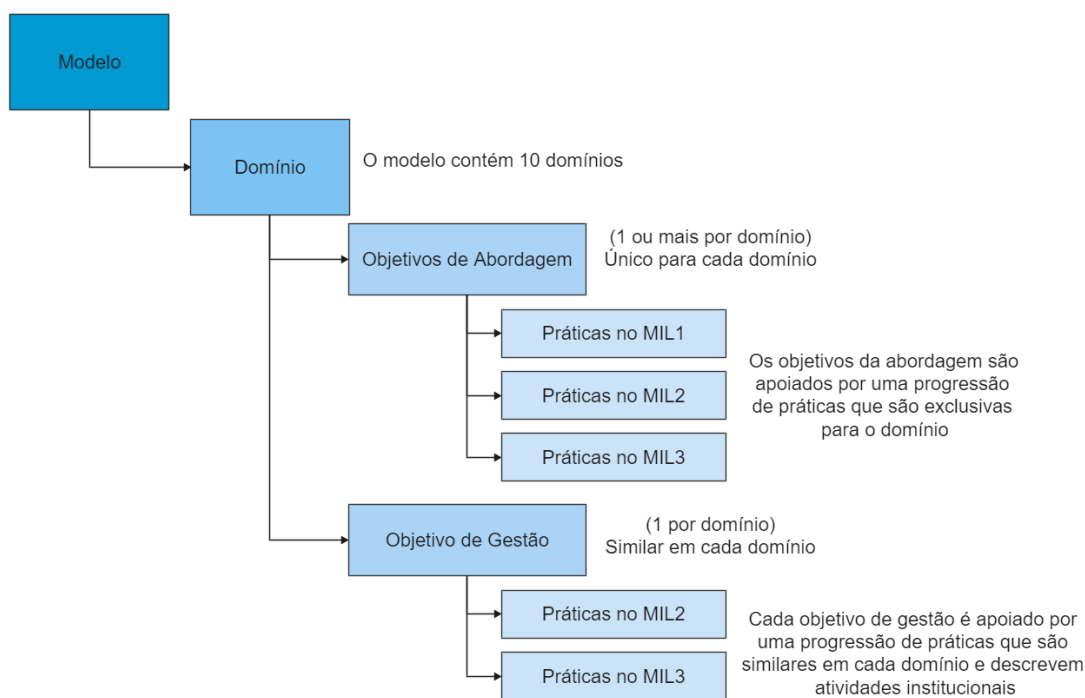 Modelo
Domínio
O modelo contém 10 domínios
Objetivos de Abordagem
(1 ou mais por domínio)
Único para cada domínio
Práticas no MIL1
Práticas no MIL2
Práticas no MIL3
Os objetivos da abordagem são
apoiados por uma progressão
de práticas que são exclusivas
para o domínio
Objetivo de Gestão
(1 por domínio)
Similar em cada domínio
Práticas no MIL2
Práticas no MIL3
Cada objetivo de gestão é apoiado por
uma progressão de práticas que são
similares em cada domínio e descrevem
atividades institucionais